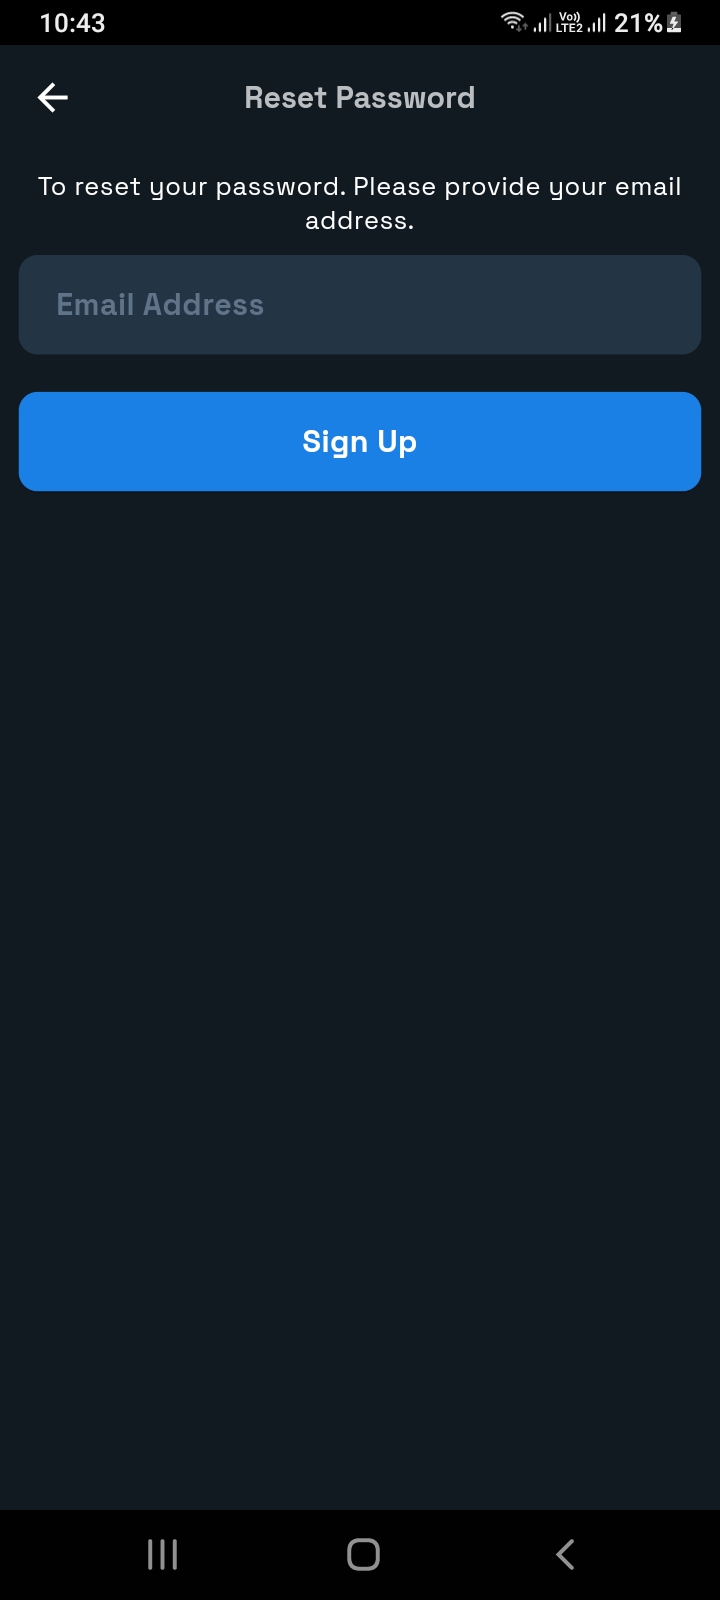 10:43
Vo)) LTE2 21%
Reset Password
To reset your password. Please provide your email
address.
Email Address
Sign Up